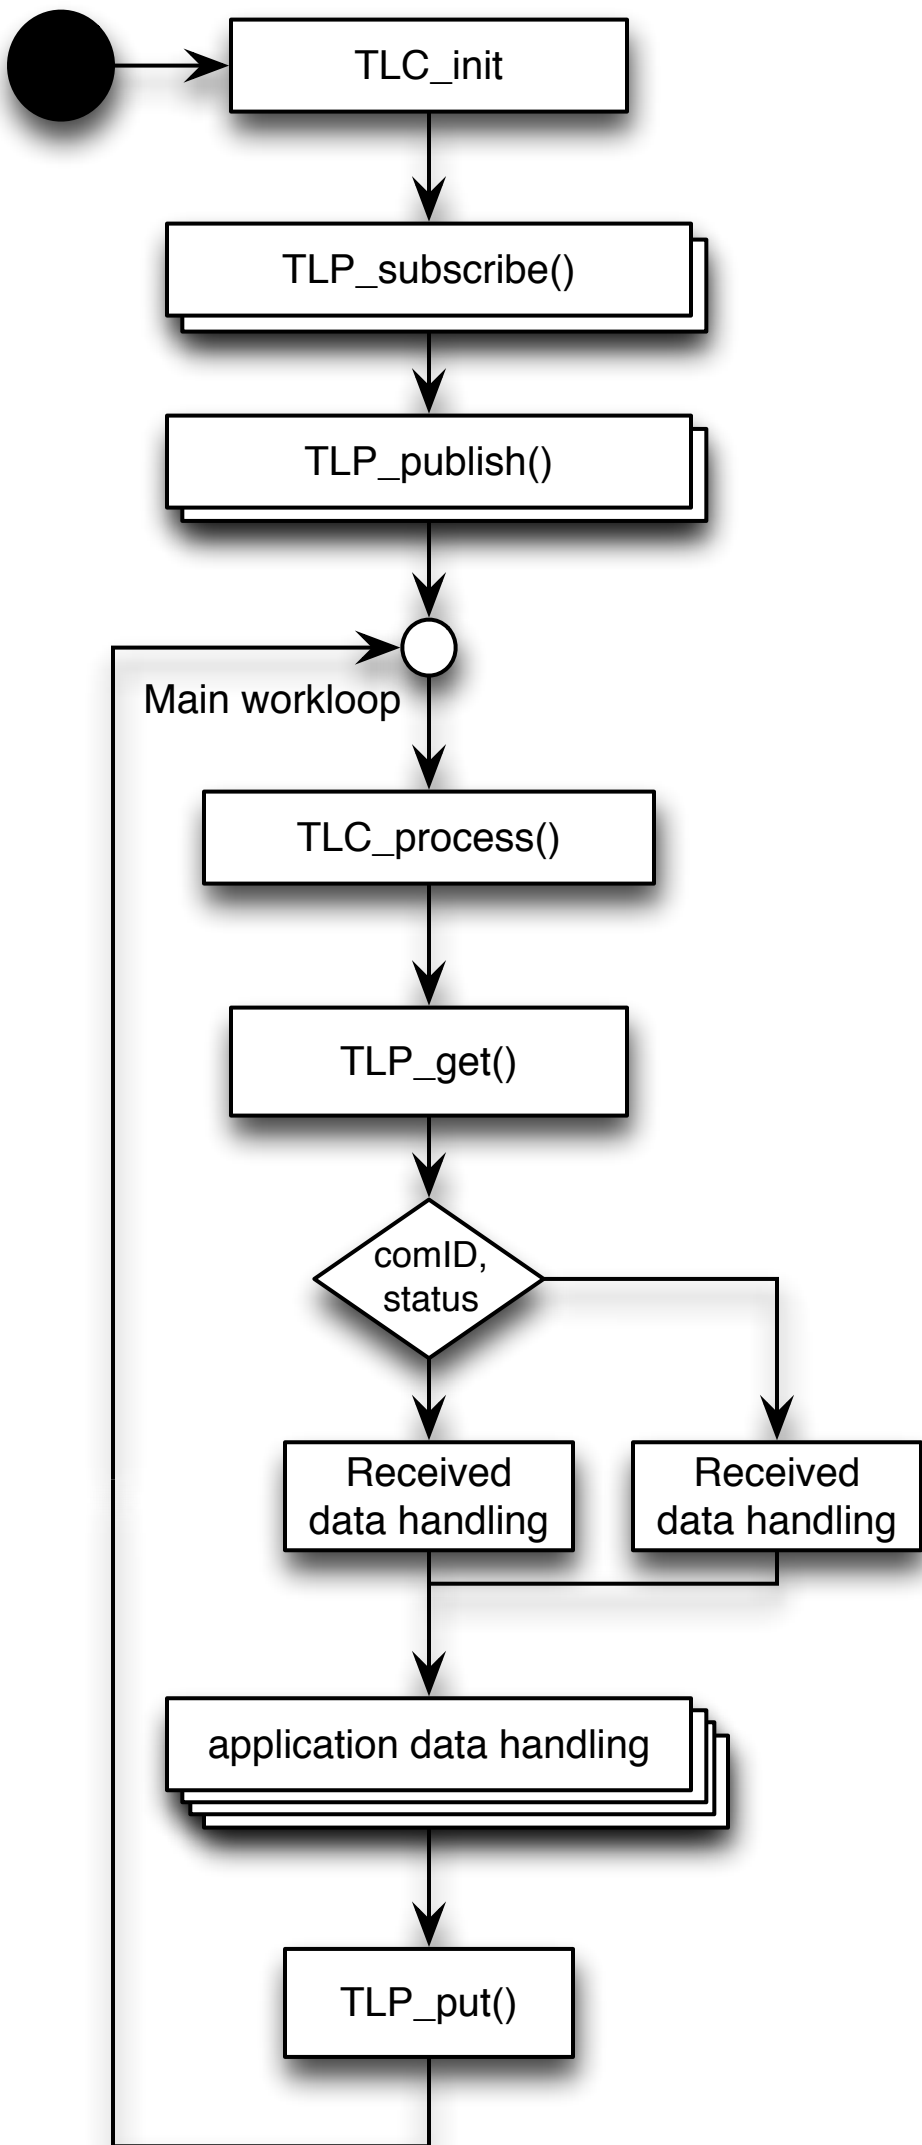 TLC_init
TLP_subscribe()
TLP_publish()
Main workloop
TLC_process()
TLP_get()
comID,
status
Received
data handling
Received
data handling
application data handling
TLP_put()